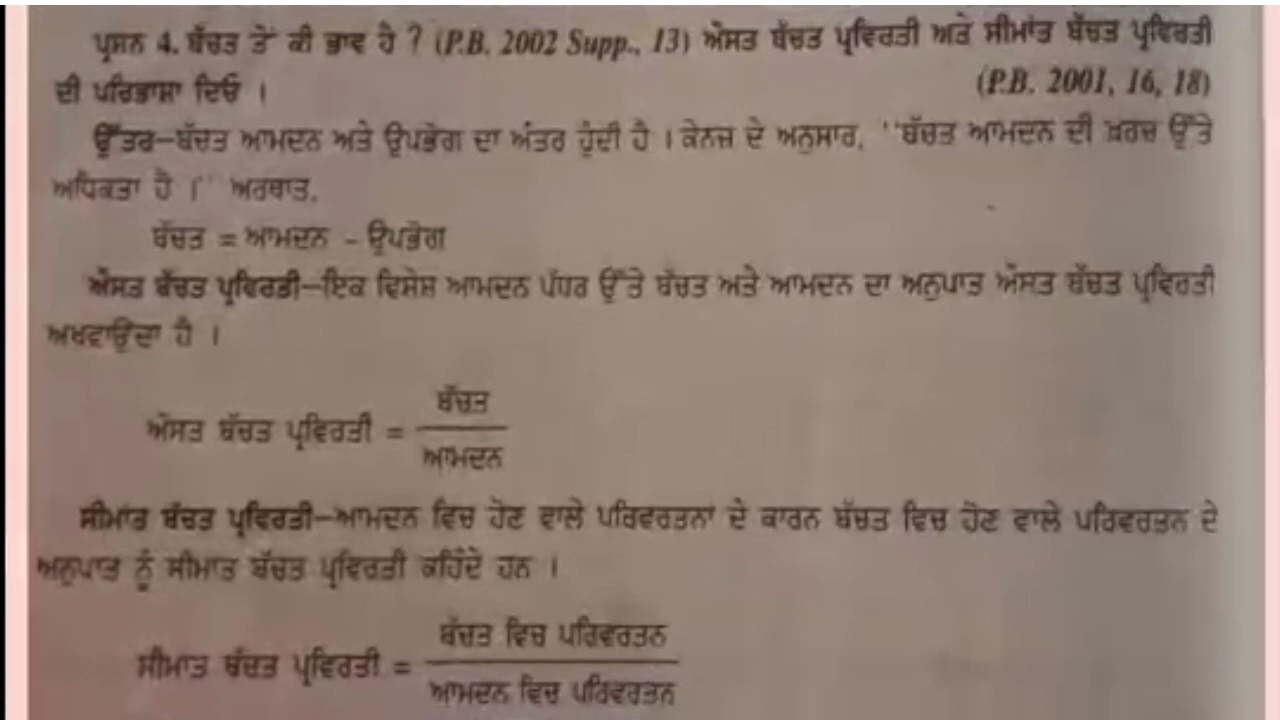 ਪ੍ਰਸ਼ਨ 4. ਬੱਚਤ ਤੋਂ ਕੀ ਭਾਵ ਹੈ ? (P.B. 2002 Supp., 13) ਔਸਤ ਬੱਚਤ ਪ੍ਰਵਿਰਤੀ ਅਤੇ ਸੀਮਾਂਤ ਬੱਚਤ ਪ੍ਰਵਿਰਤੀ
ਦੀ ਪਰਿਭਾਸ਼ਾ ਦਿਓ । (P.B. 2001, 16, 18)
ਉੱਤਰ—ਬੱਚਤ ਆਮਦਨ ਅਤੇ ਉਪਭੋਗ ਦਾ ਅੰਤਰ ਹੁੰਦੀ ਹੈ । ਕੇਨਜ਼ ਦੇ ਅਨੁਸਾਰ, ''ਬੱਚਤ ਆਮਦਨ ਦੀ ਖ਼ਰਚ ਉੱਤੇ
ਅਧਿਕਤਾ ਹੈ ।'' ਅਰਥਾਤ,
ਬੱਚਤ = ਆਮਦਨ - ਉਪਭੋਗ
ਔਸਤ ਬੱਚਤ ਪ੍ਰਵਿਰਤੀ—ਇਕ ਵਿਸੇਸ਼ ਆਮਦਨ ਪੱਧਰ ਉੱਤੇ ਬੱਚਤ ਅਤੇ ਆਮਦਨ ਦਾ ਅਨੁਪਾਤ ਔਸਤ ਬੱਚਤ ਪ੍ਰਵਿਰਤੀ
ਅਖਵਾਉਂਦਾ ਹੈ ।
ਬੱਚਤ
ਔਸਤ ਬੱਚਤ ਪ੍ਰਵਿਰਤੀ =
ਆਮਦਨ
ਸੀਮਾਂਤ ਬੱਚਤ ਪ੍ਰਵਿਰਤੀ—ਆਮਦਨ ਵਿਚ ਹੋਣ ਵਾਲੇ ਪਰਿਵਰਤਨਾਂ ਦੇ ਕਾਰਨ ਬੱਚਤ ਵਿਚ ਹੋਣ ਵਾਲੇ ਪਰਿਵਰਤਨ ਦੇ
ਅਨੁਪਾਤ ਨੂੰ ਸੀਮਾਂਤ ਬੱਚਤ ਪ੍ਰਵਿਰਤੀ ਕਹਿੰਦੇ ਹਨ ।
ਬੱਚਤ ਵਿਚ ਪਰਿਵਰਤਨ
ਸੀਮਾਂਤ ਬੱਚਤ ਪ੍ਰਵਿਰਤੀ =
ਆਮਦਨ ਵਿਚ ਪਰਿਵਰਤਨ